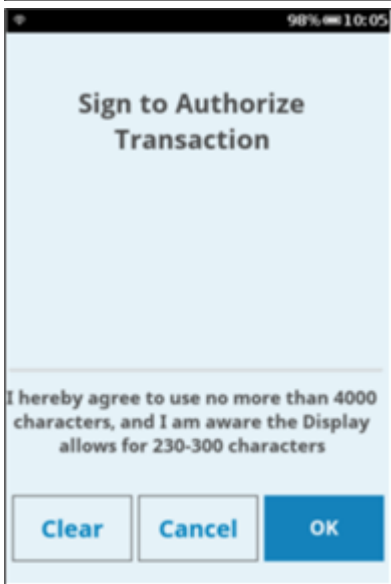 98% 10:05
Sign to Authorize
Transaction
I hereby agree to use no more than 4000
characters, and I am aware the Display
allows for 230-300 characters
Clear Cancel OK